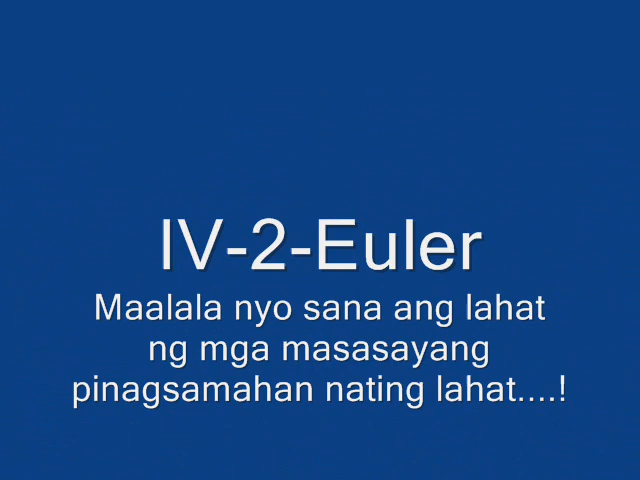 IV-2-Euler
Maalala nyo sana ang lahat
ng mga masasayang
pinagsamahan nating lahat....!